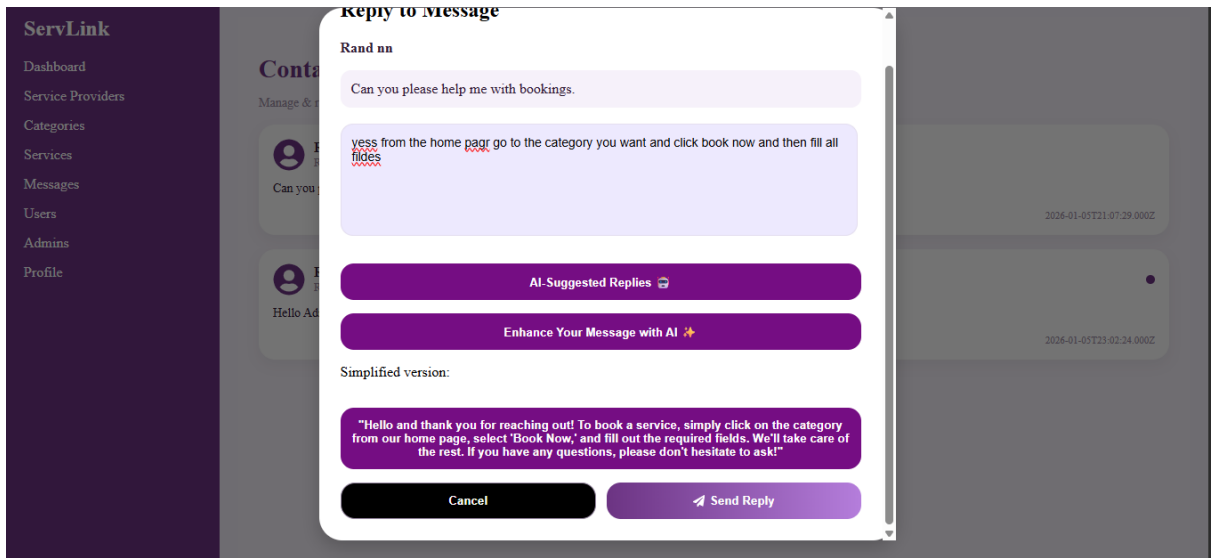 ServLink
Dashboard
Service Providers
Categories
Services
Messages
Users
Admins
Profile
Manage &
Can you
2026-01-05T21:07:29.000Z
Hello
2026-01-05T23:02:24.000Z
Reply to Message
Rand nn
Can you please help me with bookings.
yess from the home pagr go to the category you want and click book now and then fill all
fildes
AI-Suggested Replies 🤖
Enhance Your Message with AI ✨
Simplified version:
"Hello and thank you for reaching out! To book a service, simply click on the category
from our home page, select 'Book Now,' and fill out the required fields. We'll take care of
the rest. If you have any questions, please don't hesitate to ask!"
Cancel
Send Reply